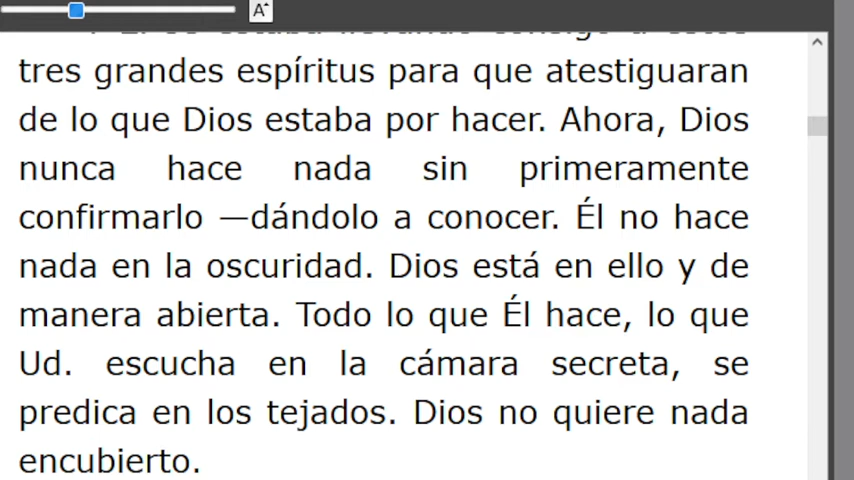 A
tres grandes espíritus para que atestiguaran
de lo que Dios estaba por hacer. Ahora, Dios
nunca hace nada sin primeramente
confirmarlo —dándolo a conocer. Él no hace
nada en la oscuridad. Dios está en ello y de
manera abierta. Todo lo que Él hace, lo que
Ud. escucha en la cámara secreta, se
predica en los tejados. Dios no quiere nada
encubierto.